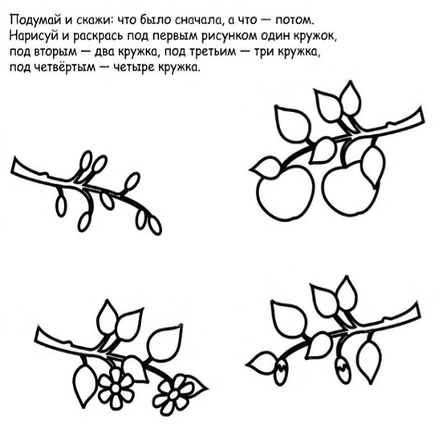 Подумай и скажи: что было сначала, а что — потом.
Нарисуй и раскрась под первым рисунком один кружок,
под вторым — два кружка, под третьим — три кружка,
под четвёртым — четыре кружка.